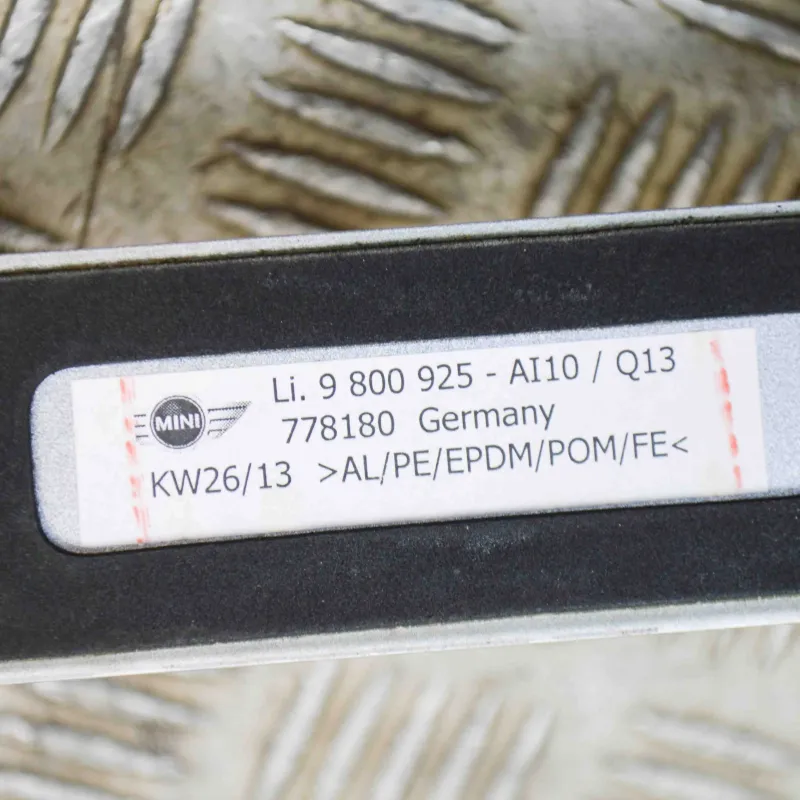 Li. 9 800 925 - AI10 / Q13
MINI
778180 Germany
KW26/13 >AL/PE/EPDM/POM/FE<